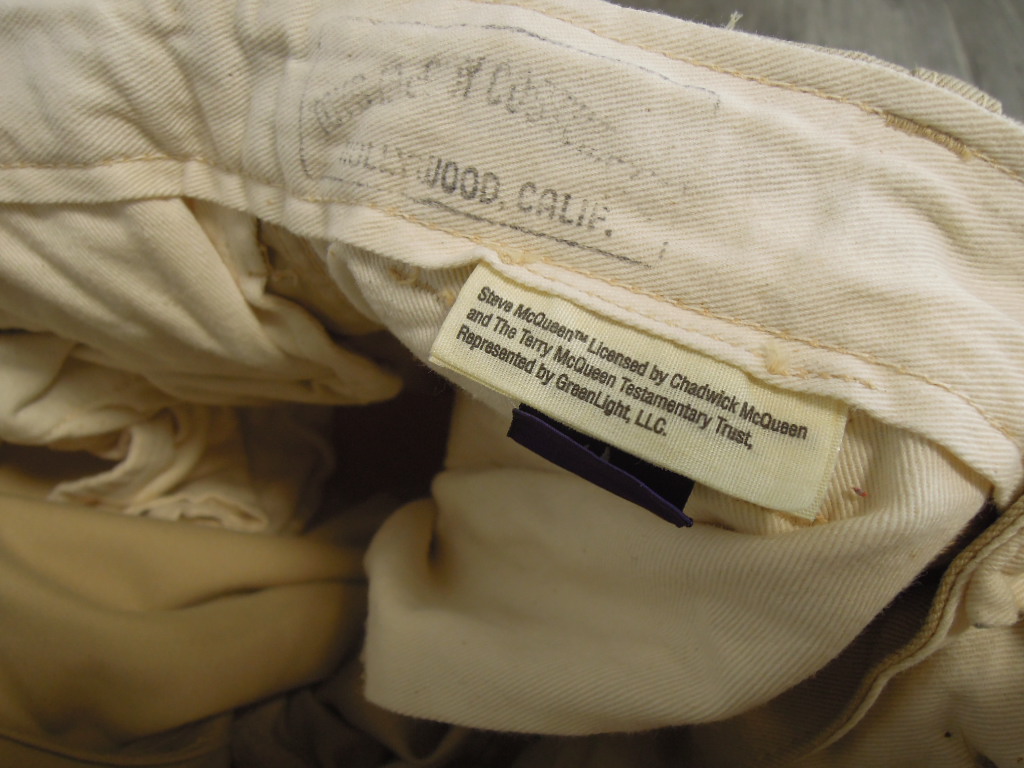 HOLLYWOOD, CALIF.
Steve McQueen™ Licensed by Chadwick McQueen
and The Terry McQueen Testamentary Trust,
Represented by GreenLight, LLC.